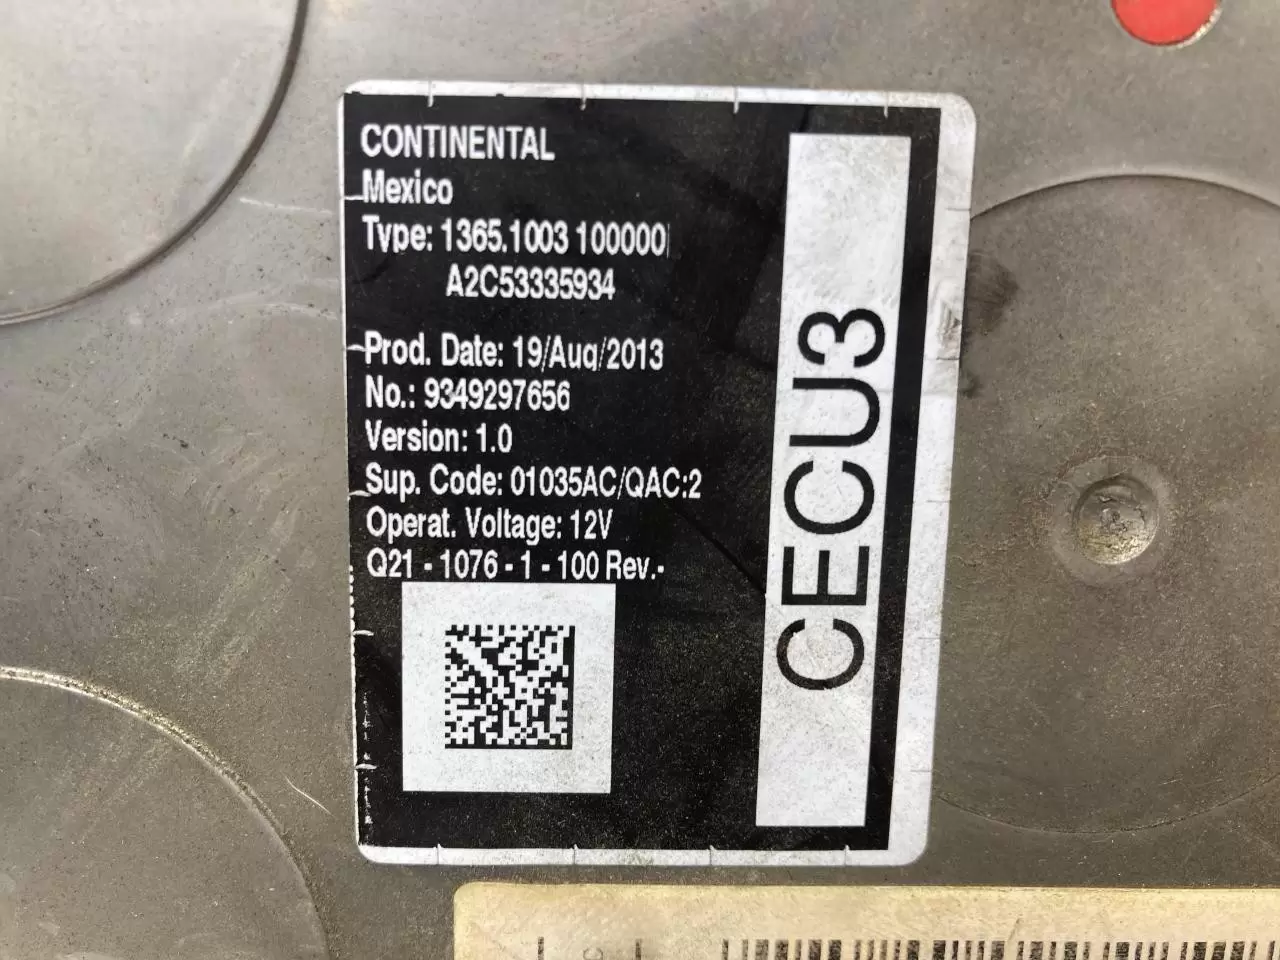 CONTINENTAL
Mexico
Type: 1365.1003 100000
A2C53335934
Prod. Date: 19/Aug/2013
No.: 9349297656
Version: 1.0
Sup. Code: 01035AC/QAC:2
Operat. Voltage: 12V
Q21 - 1076 - 1 - 100 Rev.-
CECU3